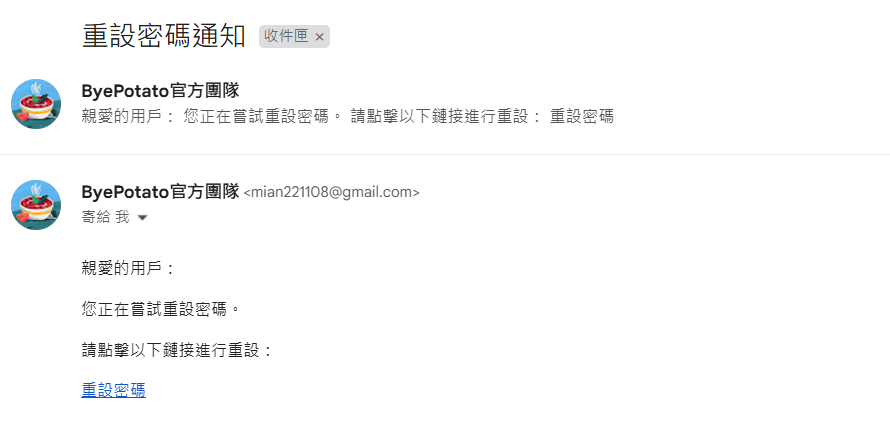 重設密碼通知 收件匣 ×
ByePotato官方團隊
親愛的用戶： 您正在嘗試重設密碼。 請點擊以下鏈接進行重設： 重設密碼
ByePotato官方團隊 <mian221108@gmail.com>
寄給 我
親愛的用戶：
您正在嘗試重設密碼。
請點擊以下鏈接進行重設：
重設密碼